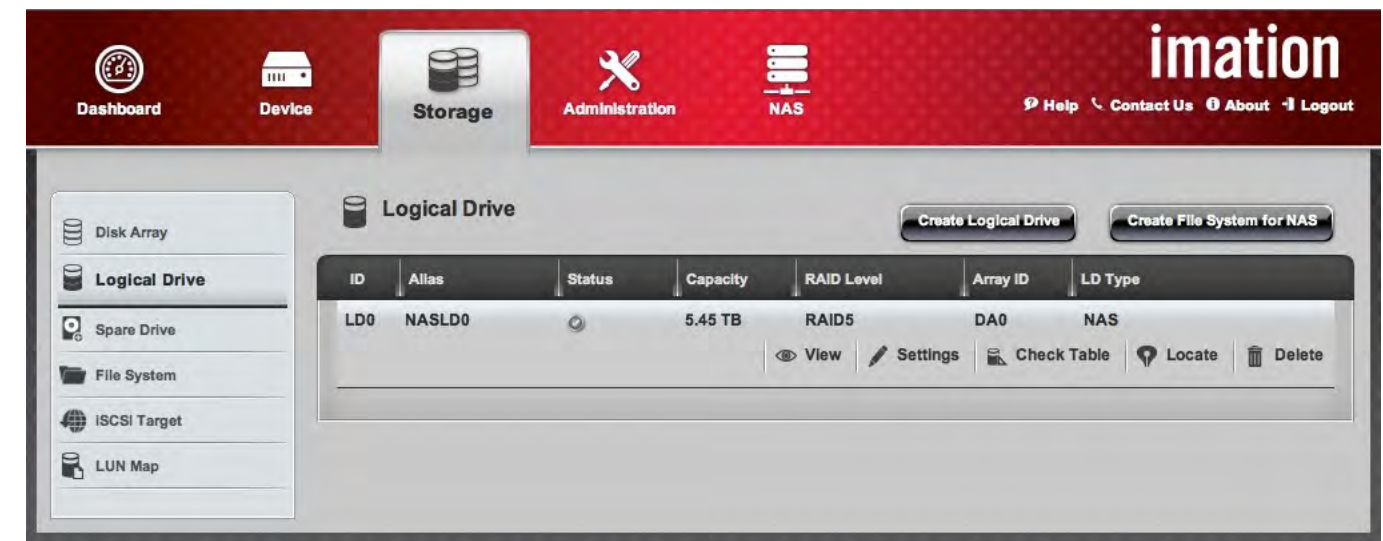 imation
Dashboard
Device
Storage
Administration
NAS
Help
Contact Us
About
Logout
Disk Array
Logical Drive
Spare Drive
File System
iSCSI Target
LUN Map
Logical Drive
Create Logical Drive
Create File System for NAS
ID Alias Status Capacity RAID Level Array ID LD Type
LD0 NASLD0 5.45 TB RAID5 DA0 NAS
View Settings Check Table Locate Delete